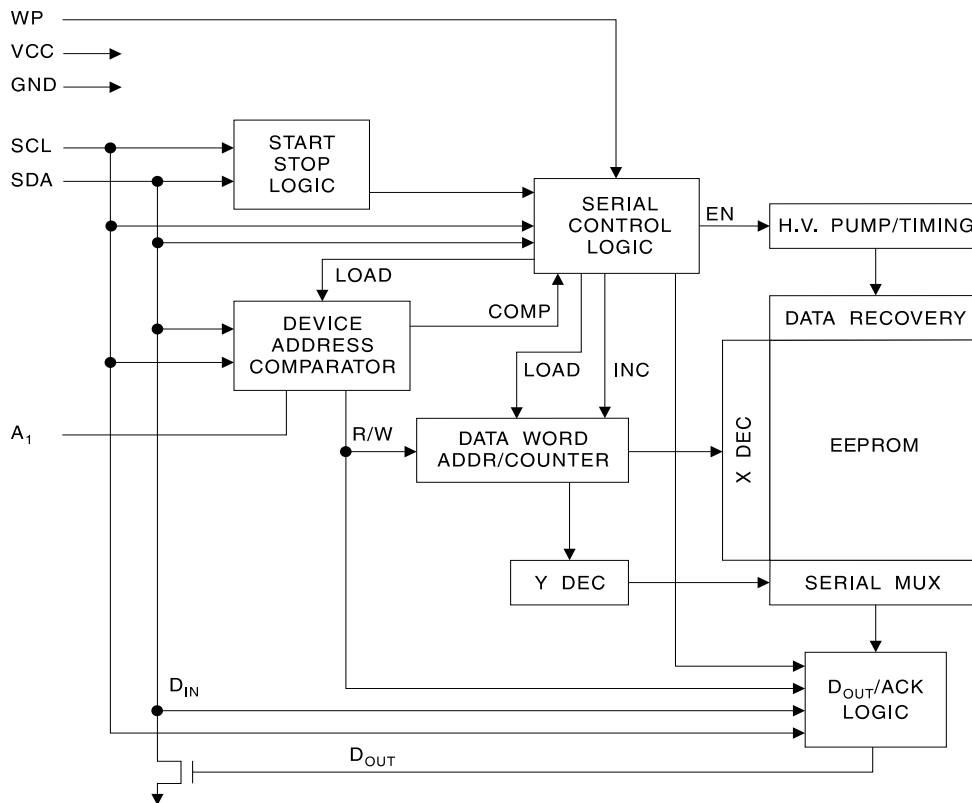 WP
VCC
GND
SCL
SDA
START
STOP
LOGIC
SERIAL
CONTROL
LOGIC
EN
H.V. PUMP/TIMING
LOAD
COMP
DEVICE
ADDRESS
COMPARATOR
DATA RECOVERY
LOAD
INC
A1
R/W
DATA WORD
ADDR/COUNTER
X DEC
EEPROM
Y DEC
SERIAL MUX
DIN
DOUT/ACK
LOGIC
DOUT